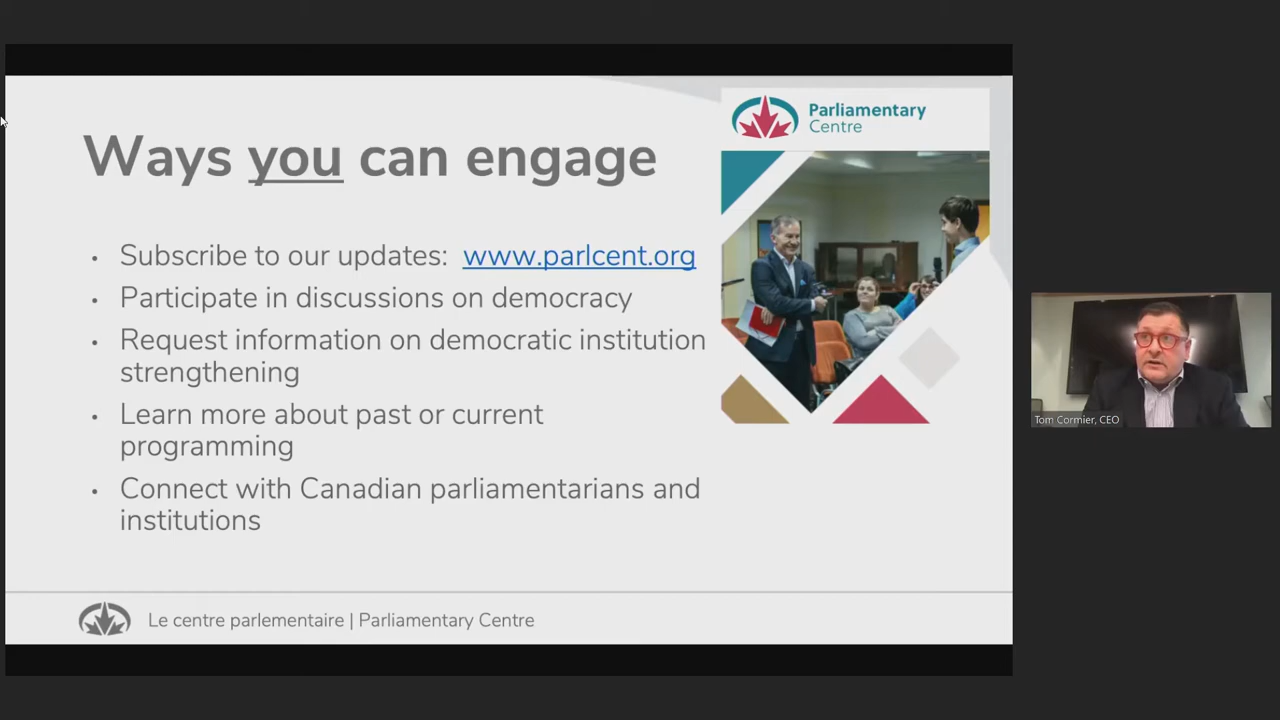 Parliamentary
Centre
Ways you can engage
• Subscribe to our updates: www.parlcent.org
• Participate in discussions on democracy
• Request information on democratic institution
strengthening
• Learn more about past or current
programming
• Connect with Canadian parliamentarians and
institutions
Le centre parlementaire | Parliamentary Centre
Tom Cormier, CEO